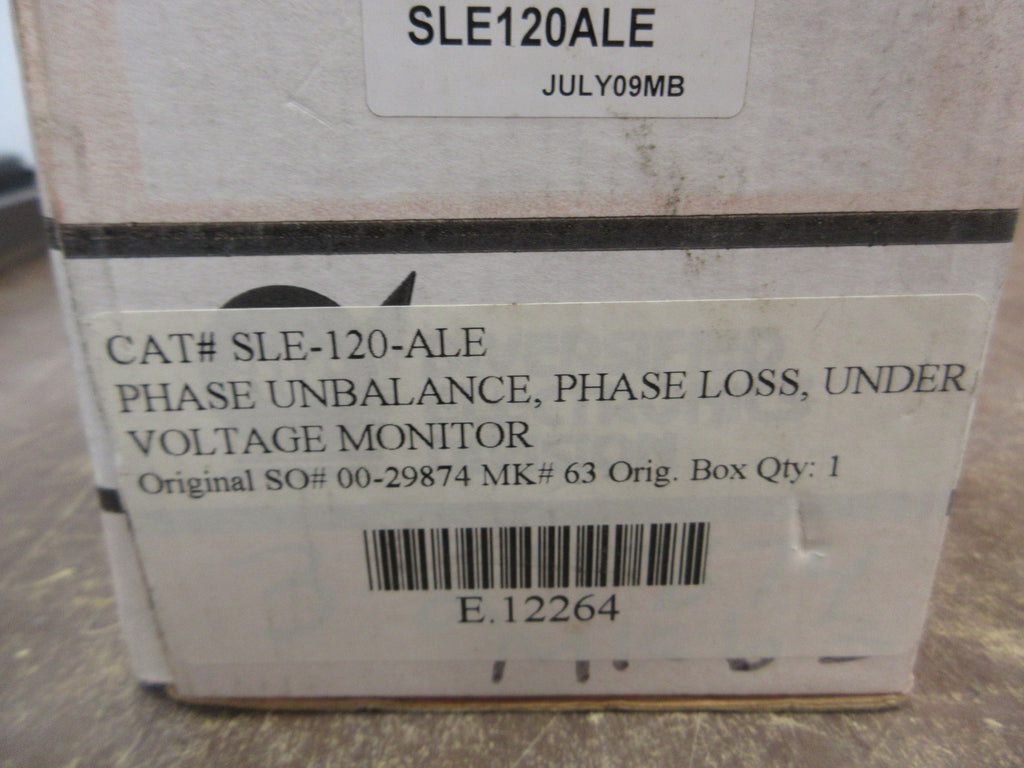 SLE120ALE
JULY09MB
CAT# SLE-120-ALE
PHASE UNBALANCE, PHASE LOSS, UNDER
VOLTAGE MONITOR
Original SO# 00-29874 MK# 63 Orig. Box Qty: 1
E.12264